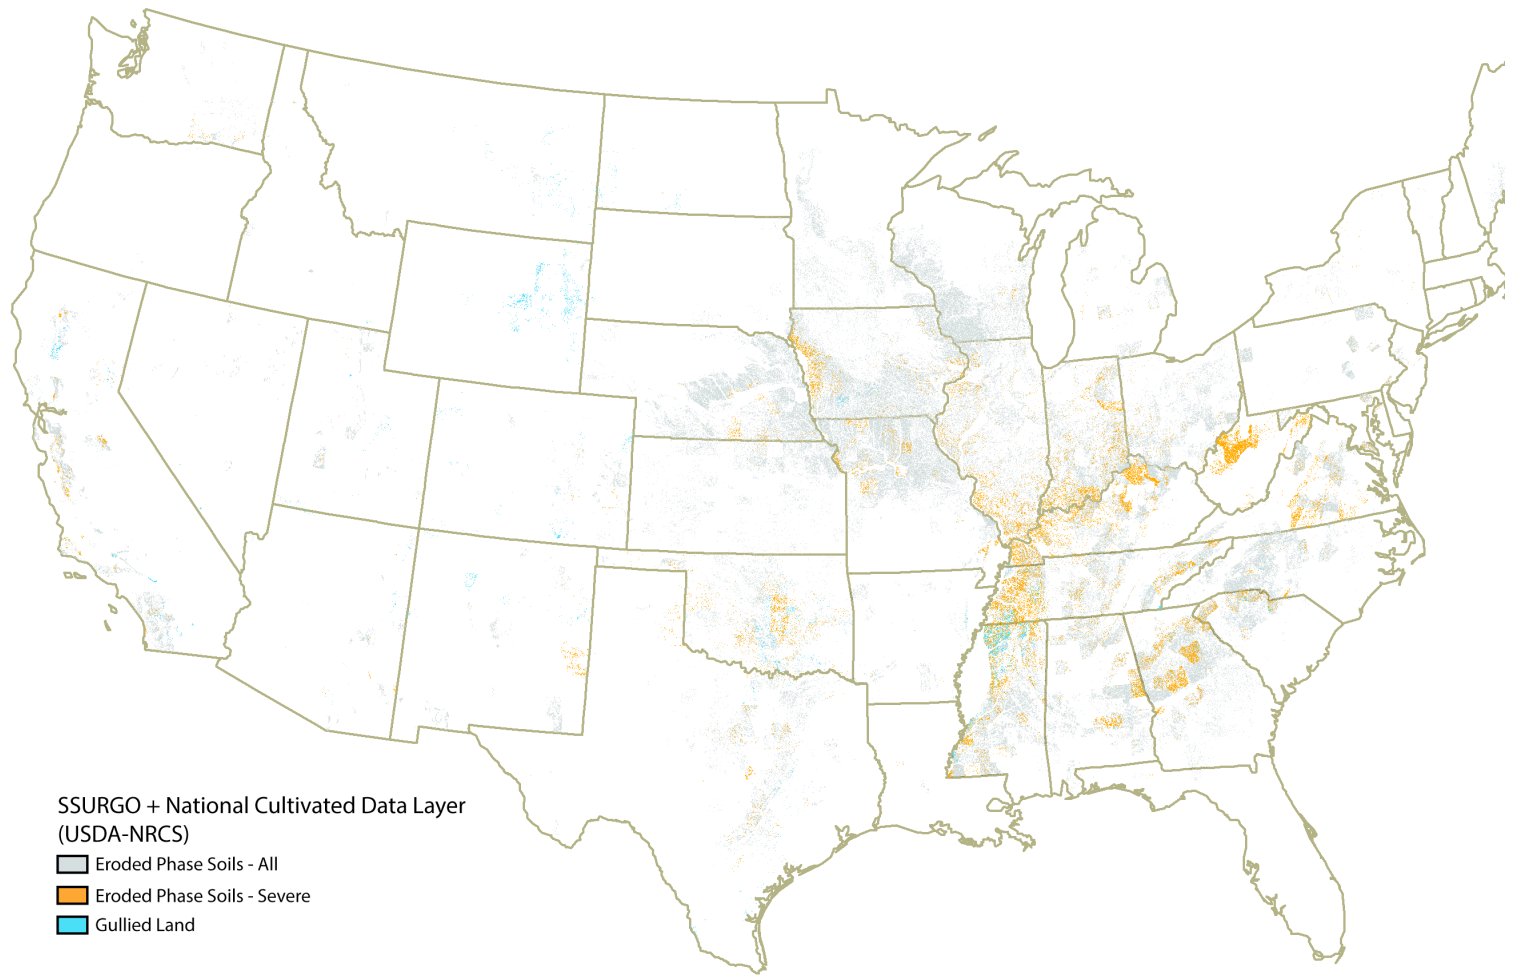 SSURGO + National Cultivated Data Layer
(USDA-NRCS)
Eroded Phase Soils - All
Eroded Phase Soils - Severe
Gullied Land